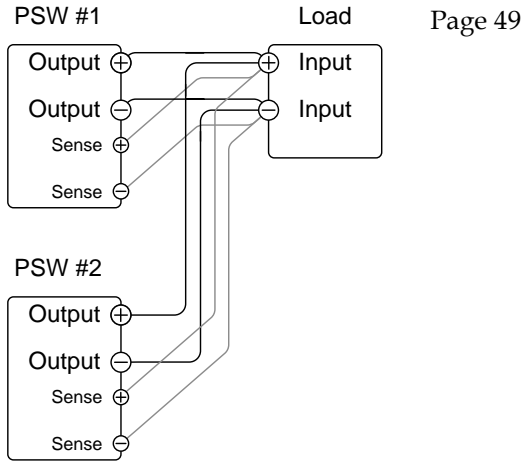 PSW #1
Load
Page 49
Output +
+ Input
Output −
− Input
Sense +
Sense −
PSW #2
Output +
Output −
Sense +
Sense −